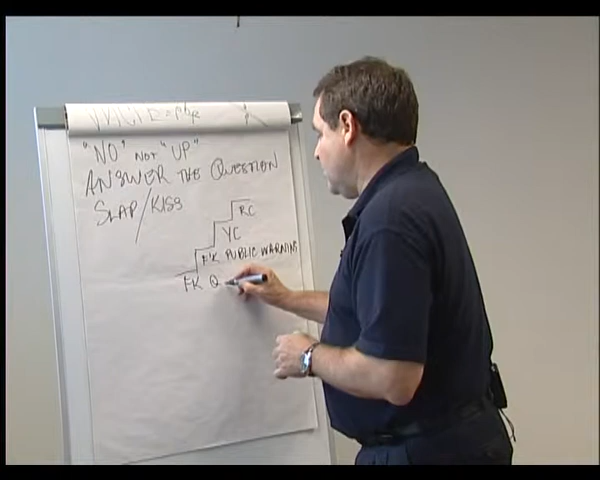 "NO" NOT "UP"
ANSWER THE QUESTION
SLAP/KISS
RC
YC
FK PUBLIC WARNING
FK Q